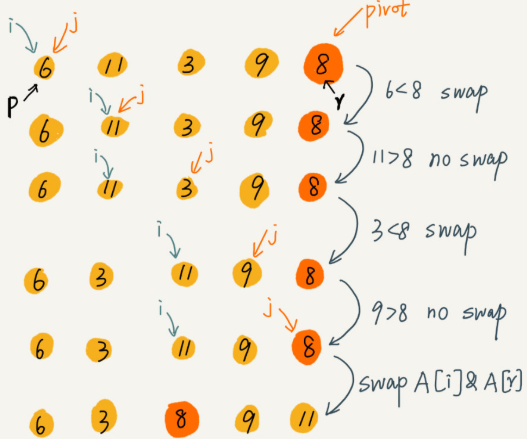 pivot
i j
6 11 3 9 8
p r
6<8 swap
i j
6 11 3 9 8
11>8 no swap
i j
6 11 3 9 8
3<8 swap
i j
6 3 11 9 8
9>8 no swap
i j
6 3 11 9 8
swap A[i]& A[r]
6 3 8 9 11